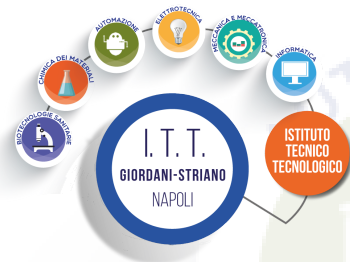 BIOTECNOLOGIE SANITARIE
CHIMICA DEI MATERIALI
AUTOMAZIONE
ELETTROTECNICA
MECCANICA E MECCATRONICA
INFORMATICA
I. T. T.
GIORDANI-STRIANO
NAPOLI
ISTITUTO
TECNICO
TECNOLOGICO